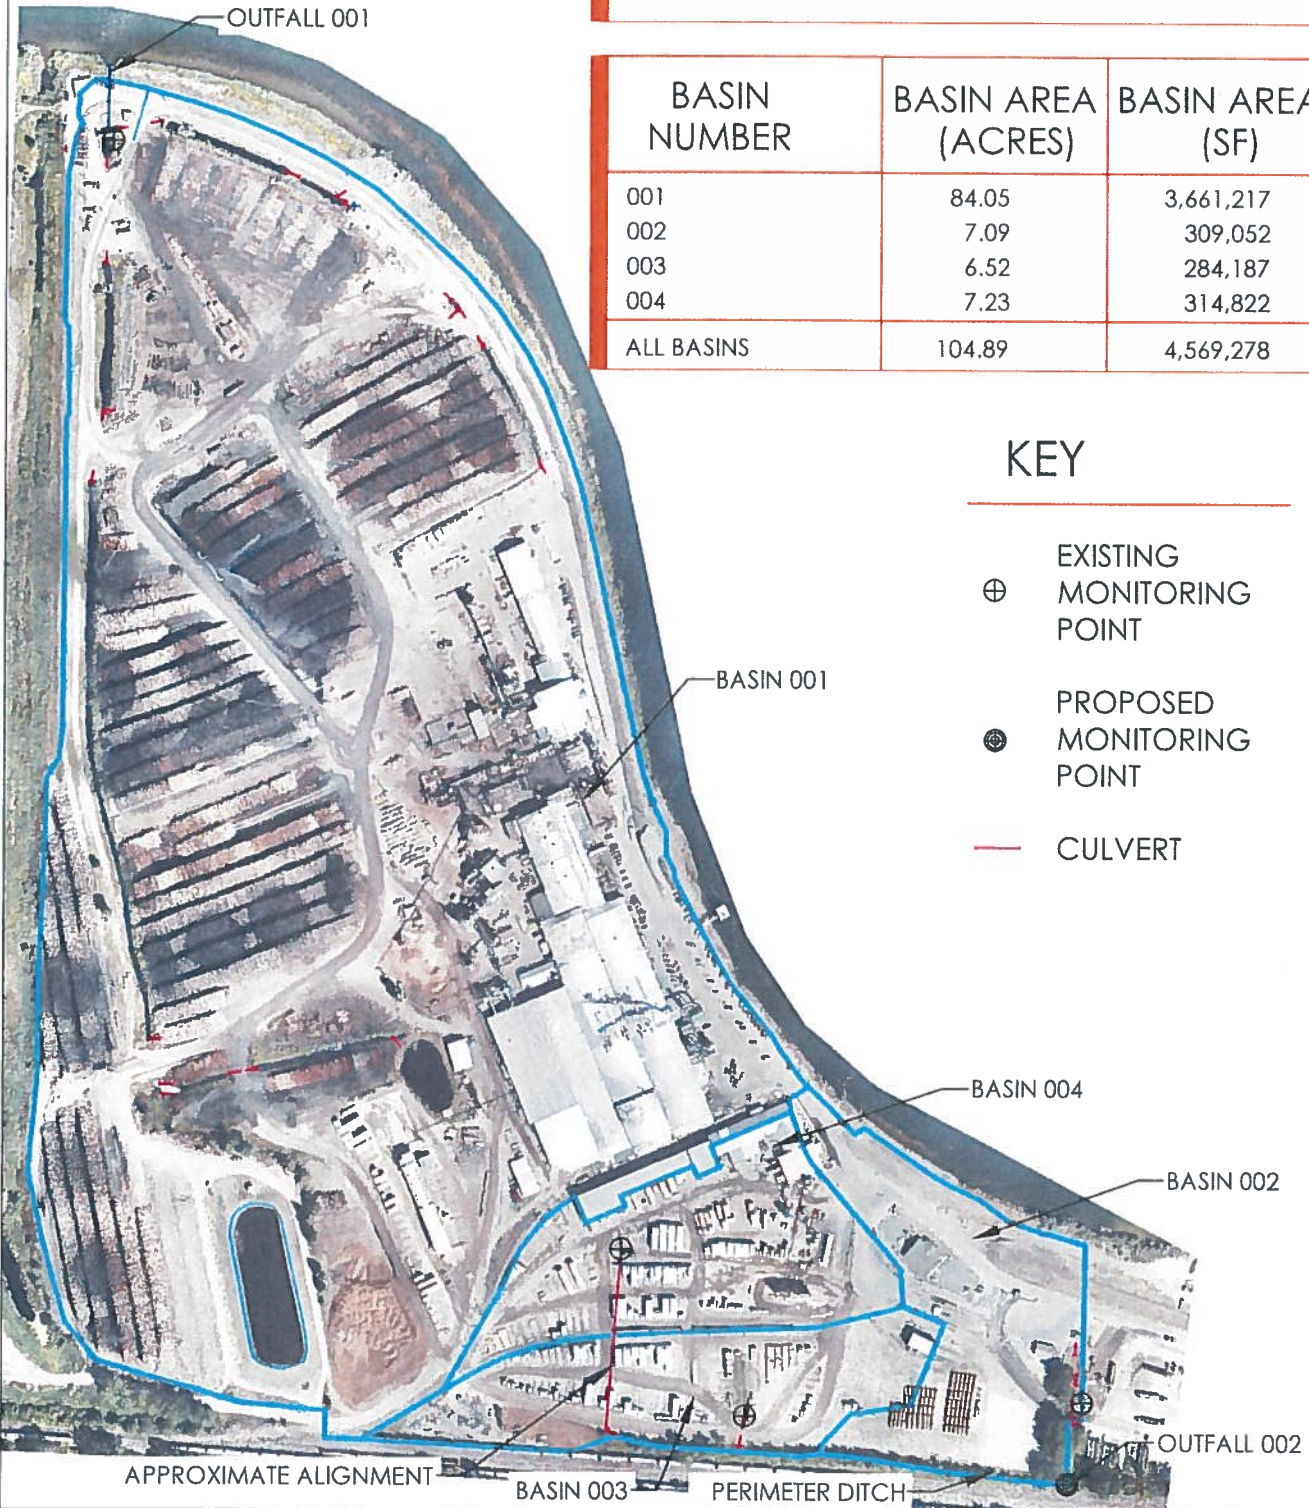 OUTFALL 001
BASIN NUMBER BASIN AREA (ACRES) BASIN AREA (SF)
001 84.05 3,661,217
002 7.09 309,052
003 6.52 284,187
004 7.23 314,822
ALL BASINS 104.89 4,569,278
KEY
EXISTING
MONITORING
POINT
PROPOSED
MONITORING
POINT
CULVERT
BASIN 001
BASIN 004
BASIN 002
OUTFALL 002
APPROXIMATE ALIGNMENT
BASIN 003
PERIMETER DITCH